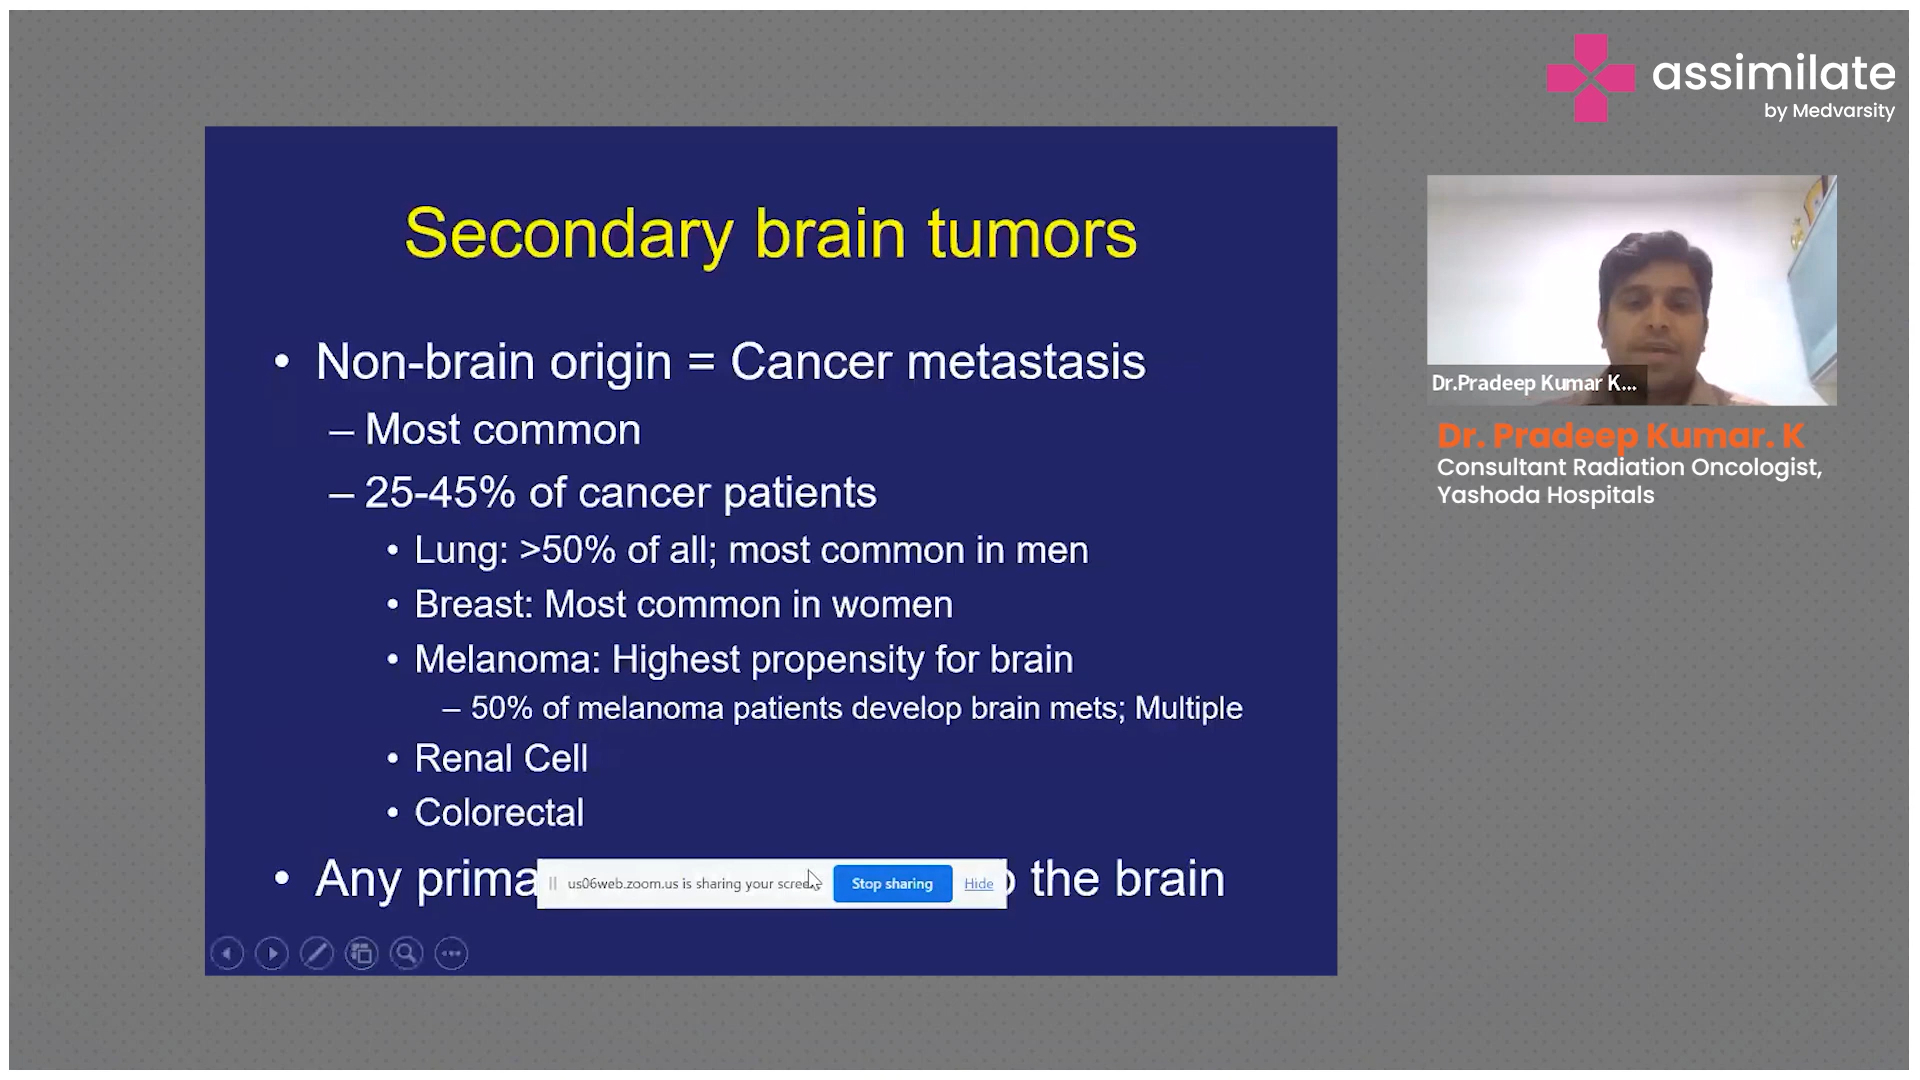 assimilate
by Medvarsity
Secondary brain tumors
• Non-brain origin = Cancer metastasis
– Most common
– 25-45% of cancer patients
• Lung: >50% of all; most common in men
• Breast: Most common in women
• Melanoma: Highest propensity for brain
– 50% of melanoma patients develop brain mets; Multiple
• Renal Cell
• Colorectal
• Any the brain
us06web.zoom.us is sharing your Stop sharing Hide
Dr.Pradeep Kumar K...
Dr. Pradeep Kumar. K
Consultant Radiation Oncologist,
Yashoda Hospitals